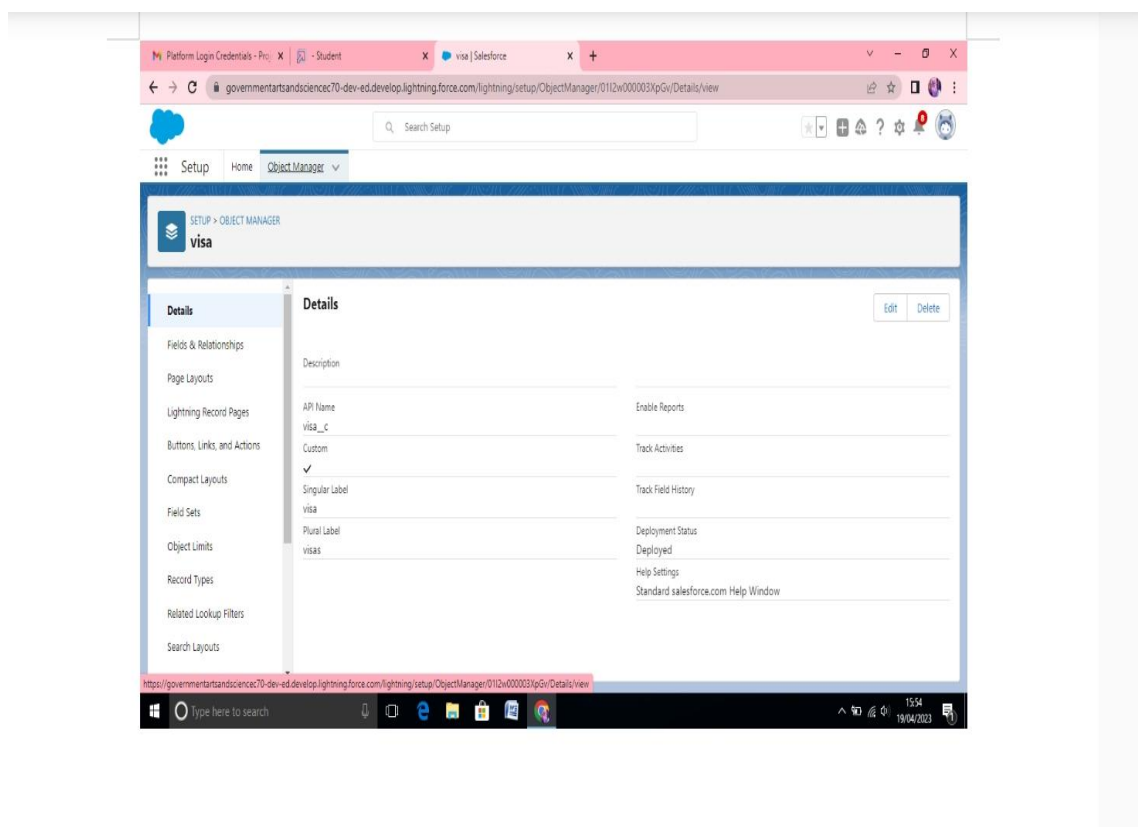 Platform Login Credentials - Proj
- Student
visa | Salesforce
governmentartsandsciencec70-dev-ed.develop.lightning.force.com/lightning/setup/ObjectManager/01I2w000003XpGv/Details/view
Search Setup
Setup
Home
Object Manager
SETUP > OBJECT MANAGER
visa
Details
Fields & Relationships
Page Layouts
Lightning Record Pages
Buttons, Links, and Actions
Compact Layouts
Field Sets
Object Limits
Record Types
Related Lookup Filters
Search Layouts
Details
Edit
Delete
Description
API Name
visa__c
Custom
Singular Label
visa
Plural Label
visas
Enable Reports
Track Activities
Track Field History
Deployment Status
Deployed
Help Settings
Standard salesforce.com Help Window
https://governmentartsandsciencec70-dev-ed.develop.lightning.force.com/lightning/setup/ObjectManager/01I2w000003XpGv/Details/view
Type here to search
15:54
19/04/2023